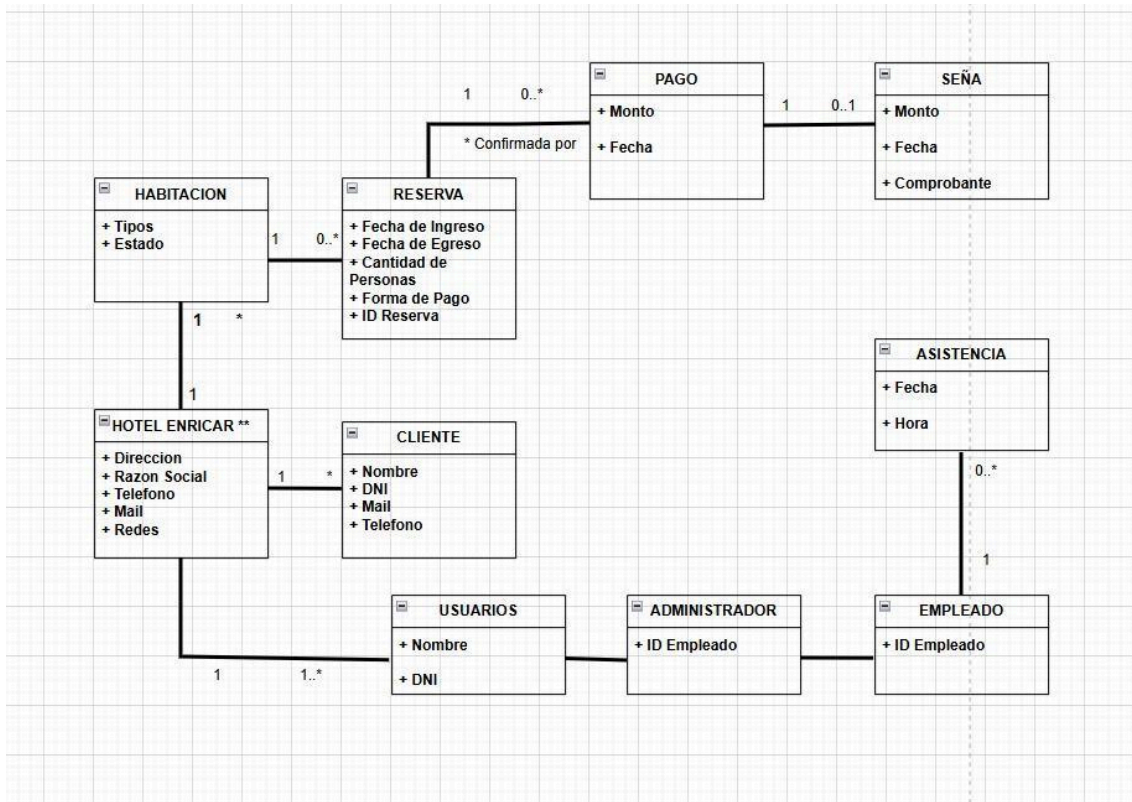 PAGO
+ Monto
+ Fecha
SEÑA
+ Monto
+ Fecha
+ Comprobante
1 0..*
* Confirmada por
1 0..1
HABITACION
+ Tipos
+ Estado
1 0..*
RESERVA
+ Fecha de Ingreso
+ Fecha de Egreso
+ Cantidad de
Personas
+ Forma de Pago
+ ID Reserva
1 *
1
HOTEL ENRICAR **
+ Direccion
+ Razon Social
+ Telefono
+ Mail
+ Redes
1 *
CLIENTE
+ Nombre
+ DNI
+ Mail
+ Telefono
ASISTENCIA
+ Fecha
+ Hora
0..*
1
1 1..*
USUARIOS
+ Nombre
+ DNI
ADMINISTRADOR
+ ID Empleado
EMPLEADO
+ ID Empleado